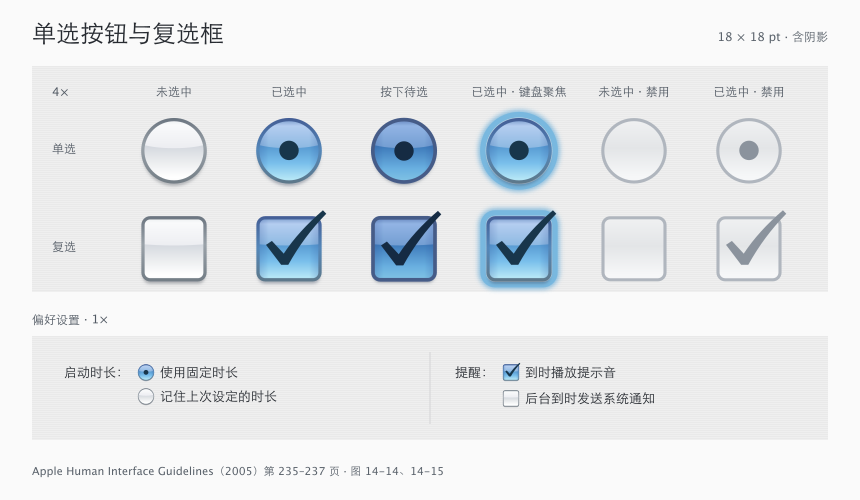 单选按钮与复选框
18 × 18 pt · 含阴影
4×
未选中
已选中
按下待选
已选中 · 键盘聚焦
未选中 · 禁用
已选中 · 禁用
单选
复选
偏好设置 · 1×
启动时长：
使用固定时长
记住上次设定的时长
提醒：
到时播放提示音
后台到时发送系统通知
Apple Human Interface Guidelines（2005）第 235–237 页 · 图 14–14、14–15